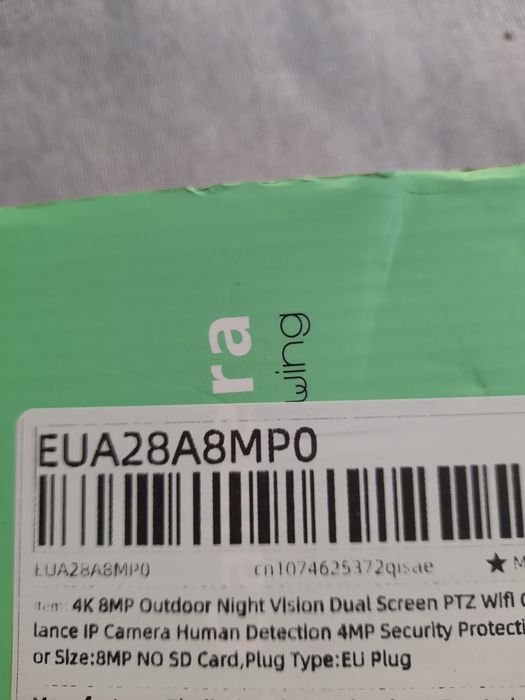 ra
wing
EUA28A8MP0
EUA28A8MP0 cn1074625372qisae ★ M
Item: 4K 8MP Outdoor Night Vision Dual Screen PTZ Wifi
lance IP Camera Human Detection 4MP Security Protecti
or Size:8MP NO SD Card,Plug Type:EU Plug